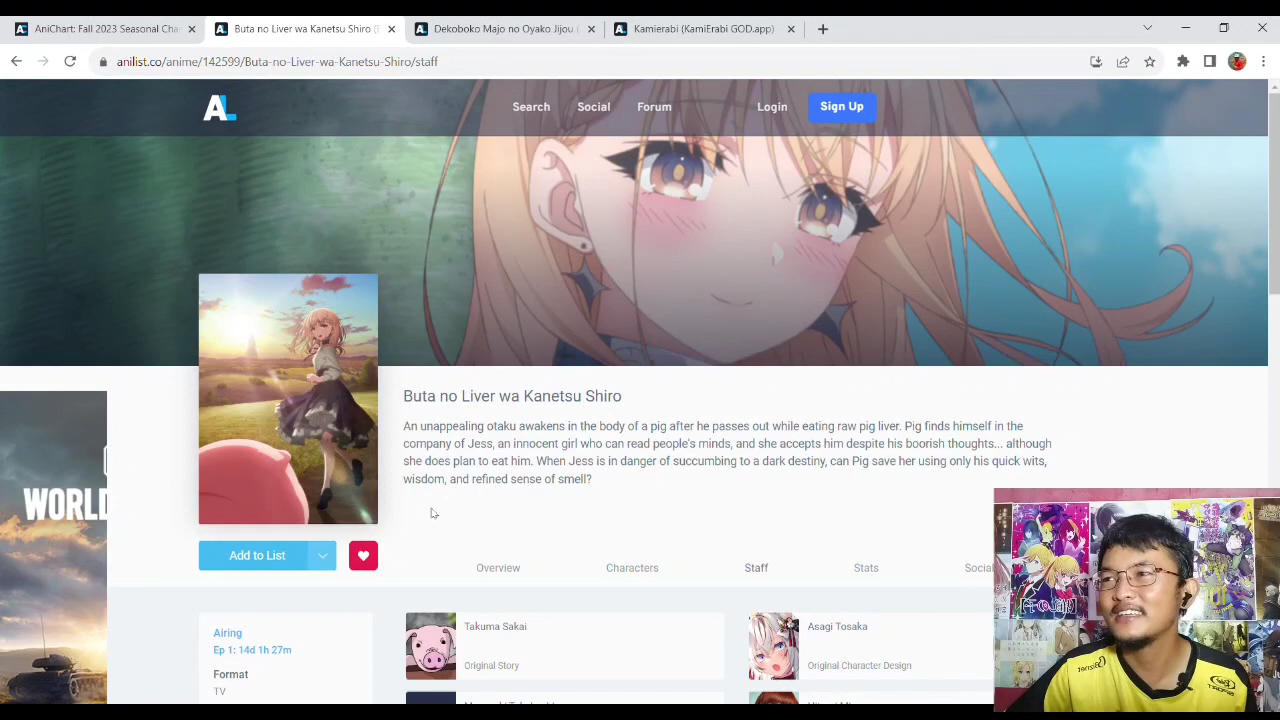 AniChart: Fall 2023 Seasonal Ch
Buta no Liver wa Kanetsu Shiro (
Dekoboko Majo no Oyako Jijou (
Kamierabi (KamiErabi GOD.app)
anilist.co/anime/142599/Buta-no-Liver-wa-Kanetsu-Shiro/staff
AL
Search
Social
Forum
Login
Sign Up
Buta no Liver wa Kanetsu Shiro
An unappealing otaku awakens in the body of a pig after he passes out while eating raw pig liver. Pig finds himself in the
company of Jess, an innocent girl who can read people's minds, and she accepts him despite his boorish thoughts... although
she does plan to eat him. When Jess is in danger of succumbing to a dark destiny, can Pig save her using only his quick wits,
wisdom, and refined sense of smell?
WORLD
Add to List
Overview
Characters
Staff
Stats
Social
Airing
Ep 1: 14d 1h 27m
Format
TV
Takuma Sakai
Original Story
Asagi Tosaka
Original Character Design